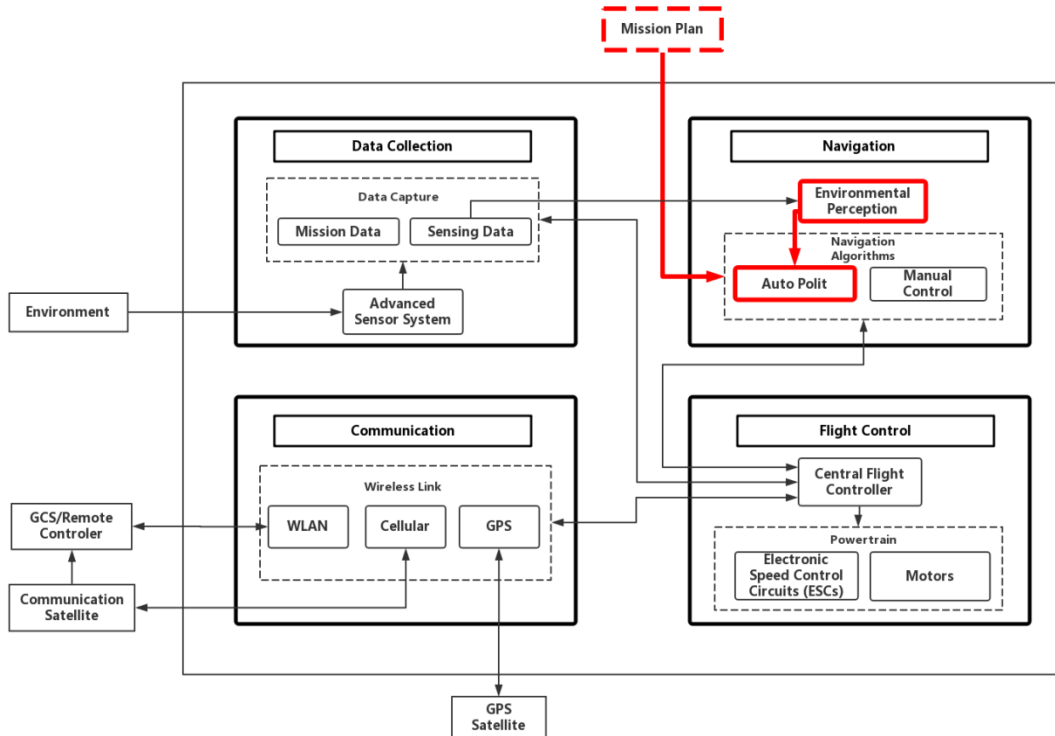 Mission Plan
Data Collection
Data Capture
Mission Data
Sensing Data
Advanced
Sensor System
Environment
Navigation
Environmental
Perception
Navigation
Algorithms
Auto Polit
Manual
Control
Communication
Wireless Link
WLAN
Cellular
GPS
GCS/Remote
Controler
Communication
Satellite
GPS
Satellite
Flight Control
Central Flight
Controller
Powertrain
Electronic
Speed Control
Circuits (ESCs)
Motors